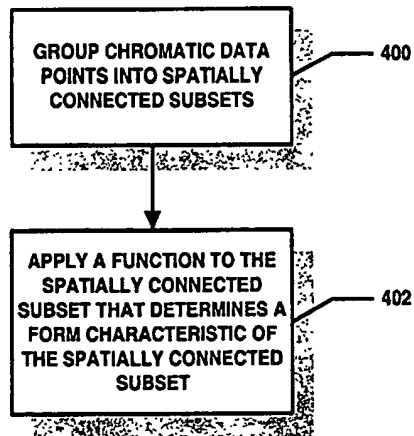 GROUP CHROMATIC DATA
POINTS INTO SPATIALLY
CONNECTED SUBSETS
400
APPLY A FUNCTION TO THE
SPATIALLY CONNECTED
SUBSET THAT DETERMINES A
FORM CHARACTERISTIC OF
THE SPATIALLY CONNECTED
SUBSET
402